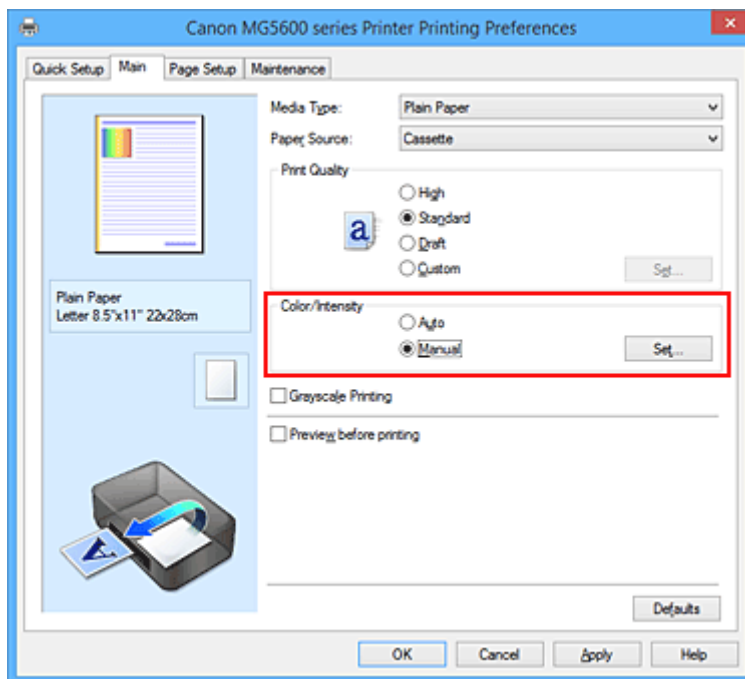 Canon MG5600 series Printer Printing Preferences
Quick Setup Main Page Setup Maintenance
Media Type: Plain Paper
Paper Source: Cassette
Print Quality
High
a Standard
Draft
Custom Set...
Plain Paper
Letter 8.5"x11" 22x28cm
Color/Intensity
Auto
Manual Set...
Grayscale Printing
Preview before printing
A
Defaults
OK Cancel Apply Help